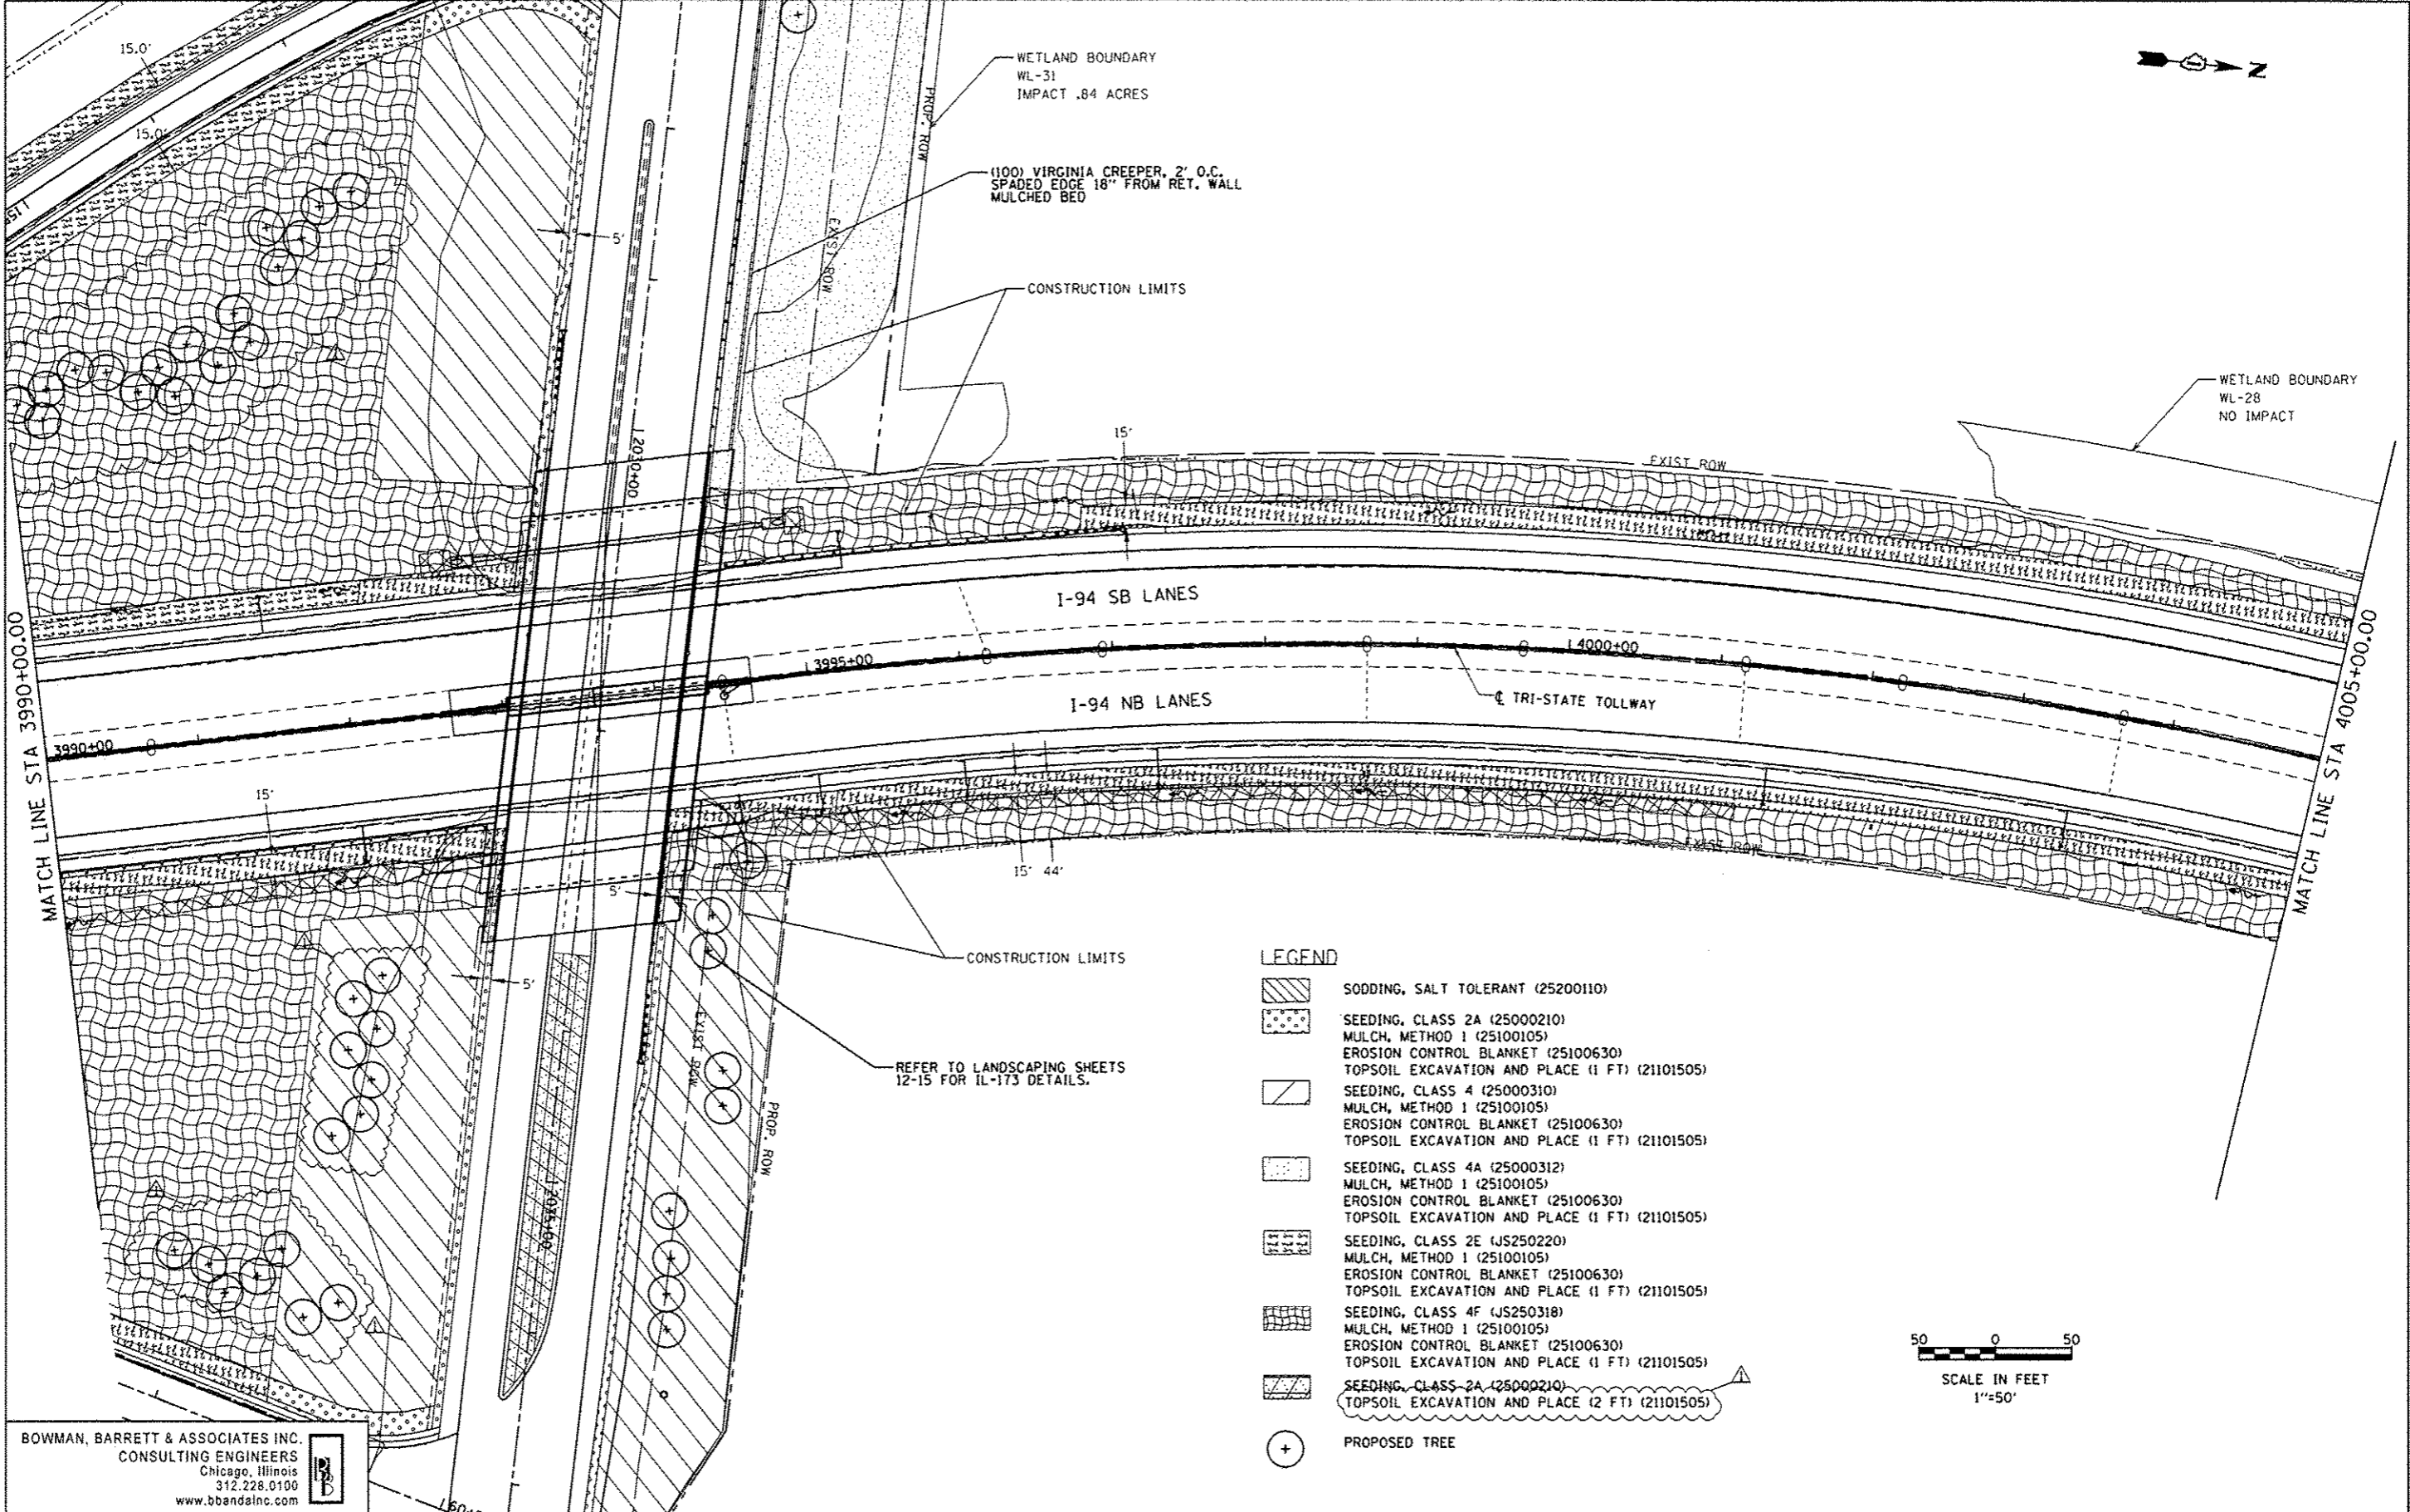 15.0'
15.0'
WETLAND BOUNDARY
WL-31
IMPACT .84 ACRES
N
PROP. ROW
(100) VIRGINIA CREEPER, 2' O.C.
SPADED EDGE 18" FROM RET. WALL
MULCHED BED
EXIST ROW
5'
CONSTRUCTION LIMITS
WETLAND BOUNDARY
WL-28
NO IMPACT
15'
2030+00
EXIST ROW
I-94 SB LANES
3995+00
4000+00
I-94 NB LANES
℄ TRI-STATE TOLLWAY
3990+00
MATCH LINE STA 3990+00.00
MATCH LINE STA 4005+00.00
15'
15' 44'
EXIST ROW
5'
5'
CONSTRUCTION LIMITS
EXIST ROW
REFER TO LANDSCAPING SHEETS
12-15 FOR IL-173 DETAILS.
PROP. ROW
2035+00
LEGEND
SODDING, SALT TOLERANT (25200110)
SEEDING, CLASS 2A (25000210)
MULCH, METHOD 1 (25100105)
EROSION CONTROL BLANKET (25100630)
TOPSOIL EXCAVATION AND PLACE (1 FT) (21101505)
SEEDING, CLASS 4 (25000310)
MULCH, METHOD 1 (25100105)
EROSION CONTROL BLANKET (25100630)
TOPSOIL EXCAVATION AND PLACE (1 FT) (21101505)
SEEDING, CLASS 4A (25000312)
MULCH, METHOD 1 (25100105)
EROSION CONTROL BLANKET (25100630)
TOPSOIL EXCAVATION AND PLACE (1 FT) (21101505)
SEEDING, CLASS 2E (JS250220)
MULCH, METHOD 1 (25100105)
EROSION CONTROL BLANKET (25100630)
TOPSOIL EXCAVATION AND PLACE (1 FT) (21101505)
SEEDING, CLASS 4F (JS250318)
MULCH, METHOD 1 (25100105)
EROSION CONTROL BLANKET (25100630)
TOPSOIL EXCAVATION AND PLACE (1 FT) (21101505)
SEEDING, CLASS 2A (25000210)
TOPSOIL EXCAVATION AND PLACE (2 FT) (21101505)
PROPOSED TREE
50 0 50
SCALE IN FEET
1"=50'
BOWMAN, BARRETT & ASSOCIATES INC.
CONSULTING ENGINEERS
Chicago, Illinois
312.228.0100
www.bbandainc.com